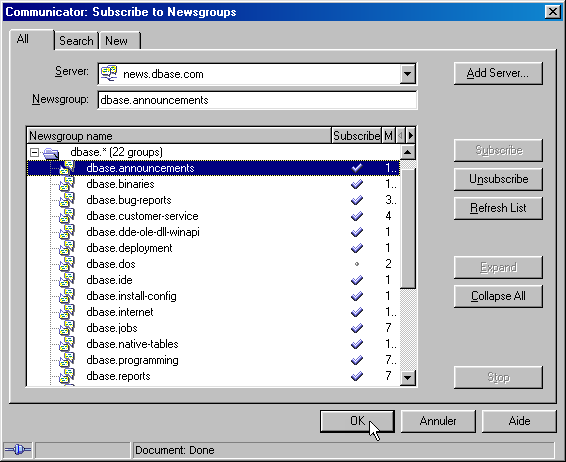 Communicator: Subscribe to Newsgroups
All Search New
Server: news.dbase.com Add Server...
Newsgroup: dbase.announcements
Newsgroup name Subscribe M
dbase.* (22 groups)
dbase.announcements 1..
dbase.binaries 1..
dbase.bug-reports 3..
dbase.customer-service 4
dbase.dde-ole-dll-winapi 1..
dbase.deployment 1
dbase.dos 2
dbase.ide 1
dbase.install-config 1
dbase.internet 1..
dbase.jobs 7
dbase.native-tables 1..
dbase.programming 7..
dbase.reports 7
Subscribe
Unsubscribe
Refresh List
Expand
Collapse All
Stop
OK Annuler Aide
Document: Done